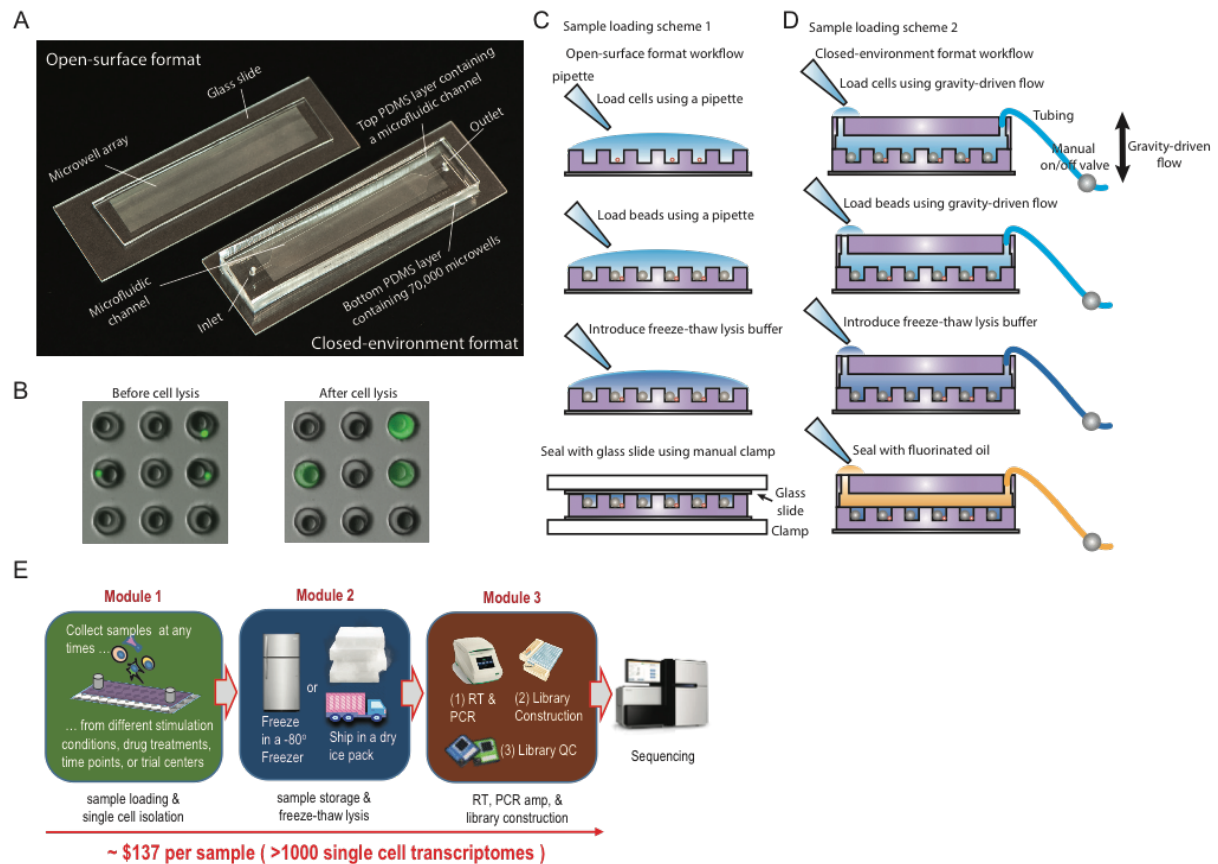 A
Open-surface format
Glass slide
Microwell array
Top PDMS layer containing
a microfluidic channel
Outlet
Microfluidic
channel
Inlet
Bottom PDMS layer
containing 70,000 microwells
Closed-environment format
B
Before cell lysis
After cell lysis
C
Sample loading scheme 1
Open-surface format workflow
pipette
Load cells using a pipette
Load beads using a pipette
Introduce freeze-thaw lysis buffer
Seal with glass slide using manual clamp
Glass
slide
Clamp
D
Sample loading scheme 2
Closed-environment format workflow
Load cells using gravity-driven flow
Tubing
Manual
on/off valve
Gravity-driven
flow
Load beads using gravity-driven flow
Introduce freeze-thaw lysis buffer
Seal with fluorinated oil
E
Module 1
Collect samples at any
times ...
... from different stimulation
conditions, drug treatments,
time points, or trial centers
sample loading &
single cell isolation
Module 2
or
Freeze
in a -80°
Freezer
Ship in a dry
ice pack
sample storage &
freeze-thaw lysis
Module 3
(1) RT &
PCR
(2) Library
Construction
(3) Library QC
RT, PCR amp, &
library construction
Sequencing
~ $137 per sample ( >1000 single cell transcriptomes )